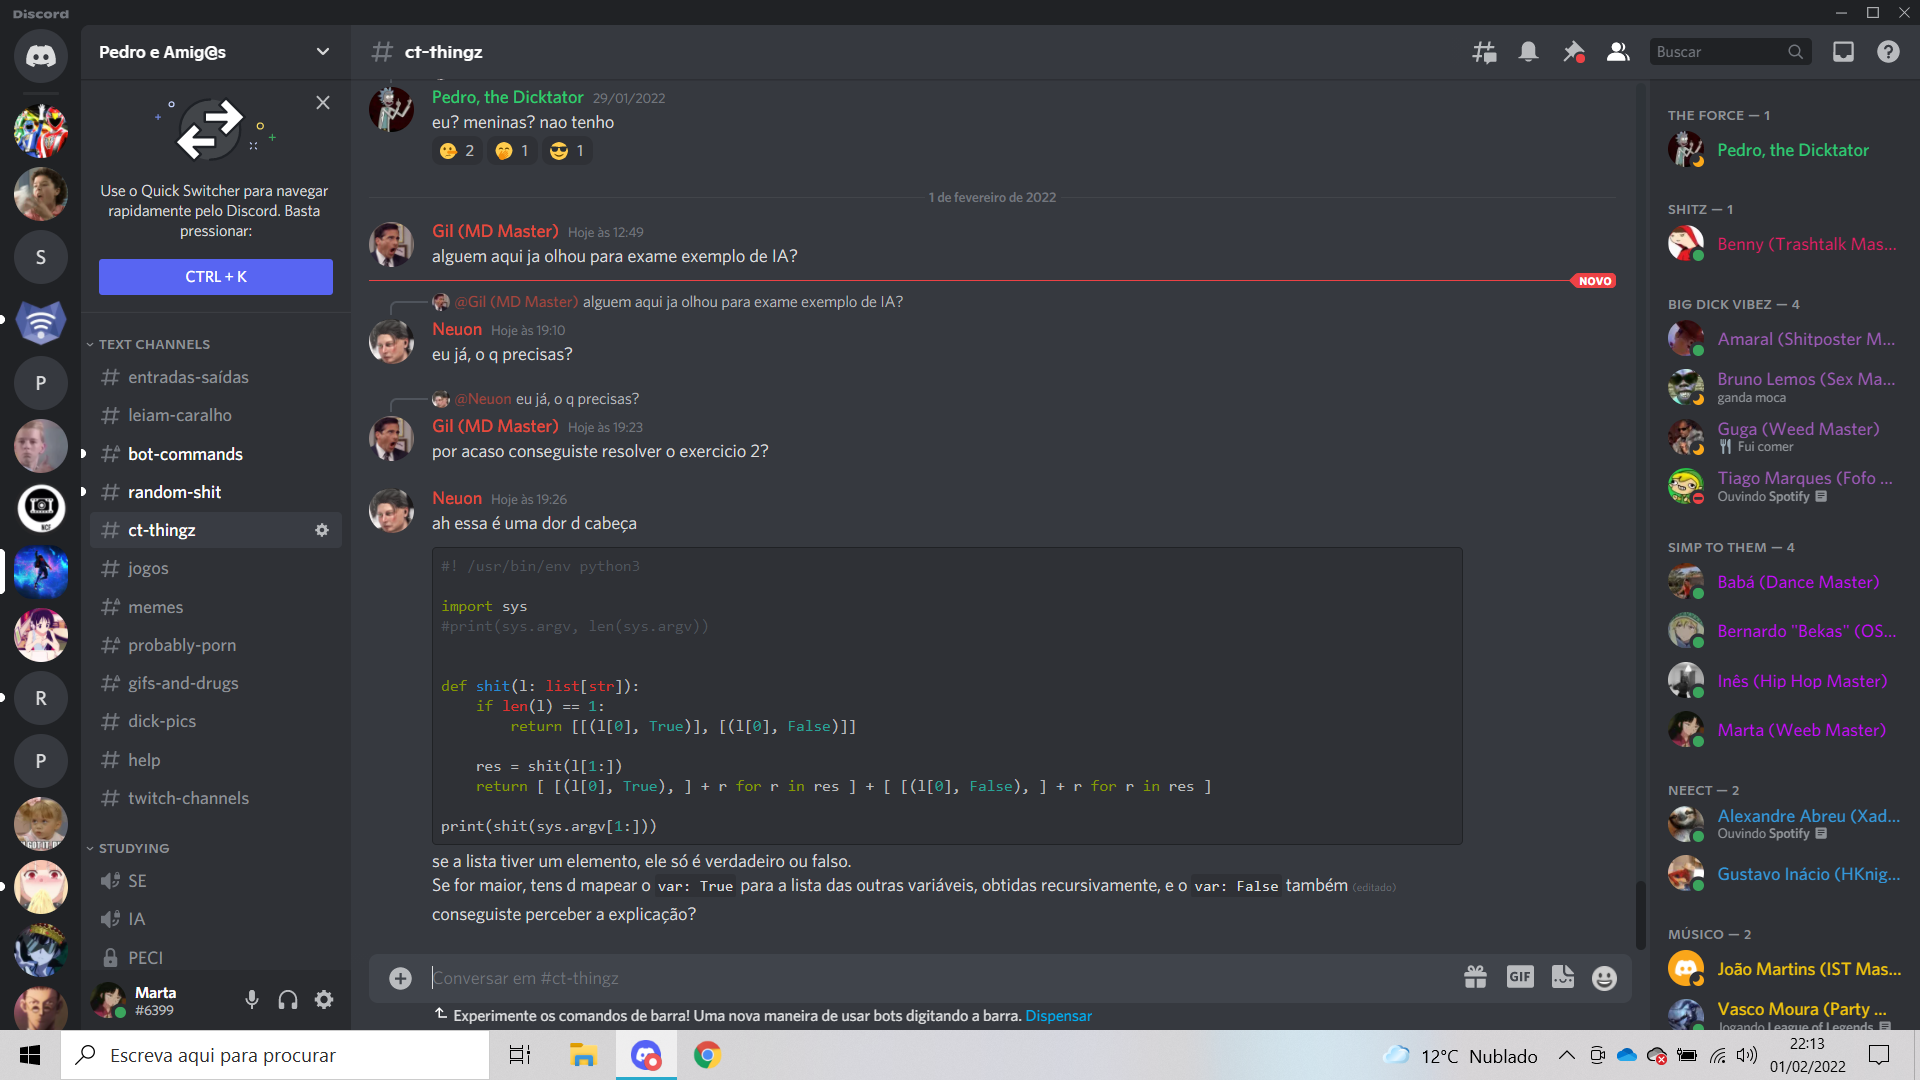 Discord
Pedro e Amig@s
ct-thingz
Buscar
Use o Quick Switcher para navegar
rapidamente pelo Discord. Basta
pressionar:
CTRL + K
S
P
R
P
TEXT CHANNELS
entradas-saídas
leiam-caralho
bot-commands
random-shit
ct-thingz
jogos
memes
probably-porn
gifs-and-drugs
dick-pics
help
twitch-channels
STUDYING
SE
IA
PECI
Marta
#6399
Pedro, the Dicktator 29/01/2022
eu? meninas? nao tenho
2 1 1
1 de fevereiro de 2022
Gil (MD Master) Hoje às 12:49
alguem aqui ja olhou para exame exemplo de IA?
NOVO
@Gil (MD Master) alguem aqui ja olhou para exame exemplo de IA?
Neuon Hoje às 19:10
eu já, o q precisas?
@Neuon eu já, o q precisas?
Gil (MD Master) Hoje às 19:23
por acaso conseguiste resolver o exercicio 2?
Neuon Hoje às 19:26
ah essa é uma dor d cabeça
#! /usr/bin/env python3
import sys
#print(sys.argv, len(sys.argv))
def shit(l: list[str]):
if len(l) == 1:
return [[(l[0], True)], [(l[0], False)]]
res = shit(l[1:])
return [ [(l[0], True), ] + r for r in res ] + [ [(l[0], False), ] + r for r in res ]
print(shit(sys.argv[1:]))
se a lista tiver um elemento, ele só é verdadeiro ou falso.
Se for maior, tens d mapear o var: True para a lista das outras variáveis, obtidas recursivamente, e o var: False também (editado)
conseguiste perceber a explicação?
Conversar em #ct-thingz
GIF
Experimente os comandos de barra! Uma nova maneira de usar bots digitando a barra. Dispensar
THE FORCE — 1
Pedro, the Dicktator
SHITZ — 1
Benny (Trashtalk Mas...
BIG DICK VIBEZ — 4
Amaral (Shitposter M...
Bruno Lemos (Sex Ma...
ganda moca
Guga (Weed Master)
Fui comer
Tiago Marques (Fofo ...
Ouvindo Spotify
SIMP TO THEM — 4
Babá (Dance Master)
Bernardo "Bekas" (OS...
Inês (Hip Hop Master)
Marta (Weeb Master)
NEECT — 2
Alexandre Abreu (Xad...
Ouvindo Spotify
Gustavo Inácio (HKnig...
MÚSICO — 2
João Martins (IST Mas...
Vasco Moura (Party ...
Jogando League of Legends
Escreva aqui para procurar
12°C Nublado
22:13
01/02/2022